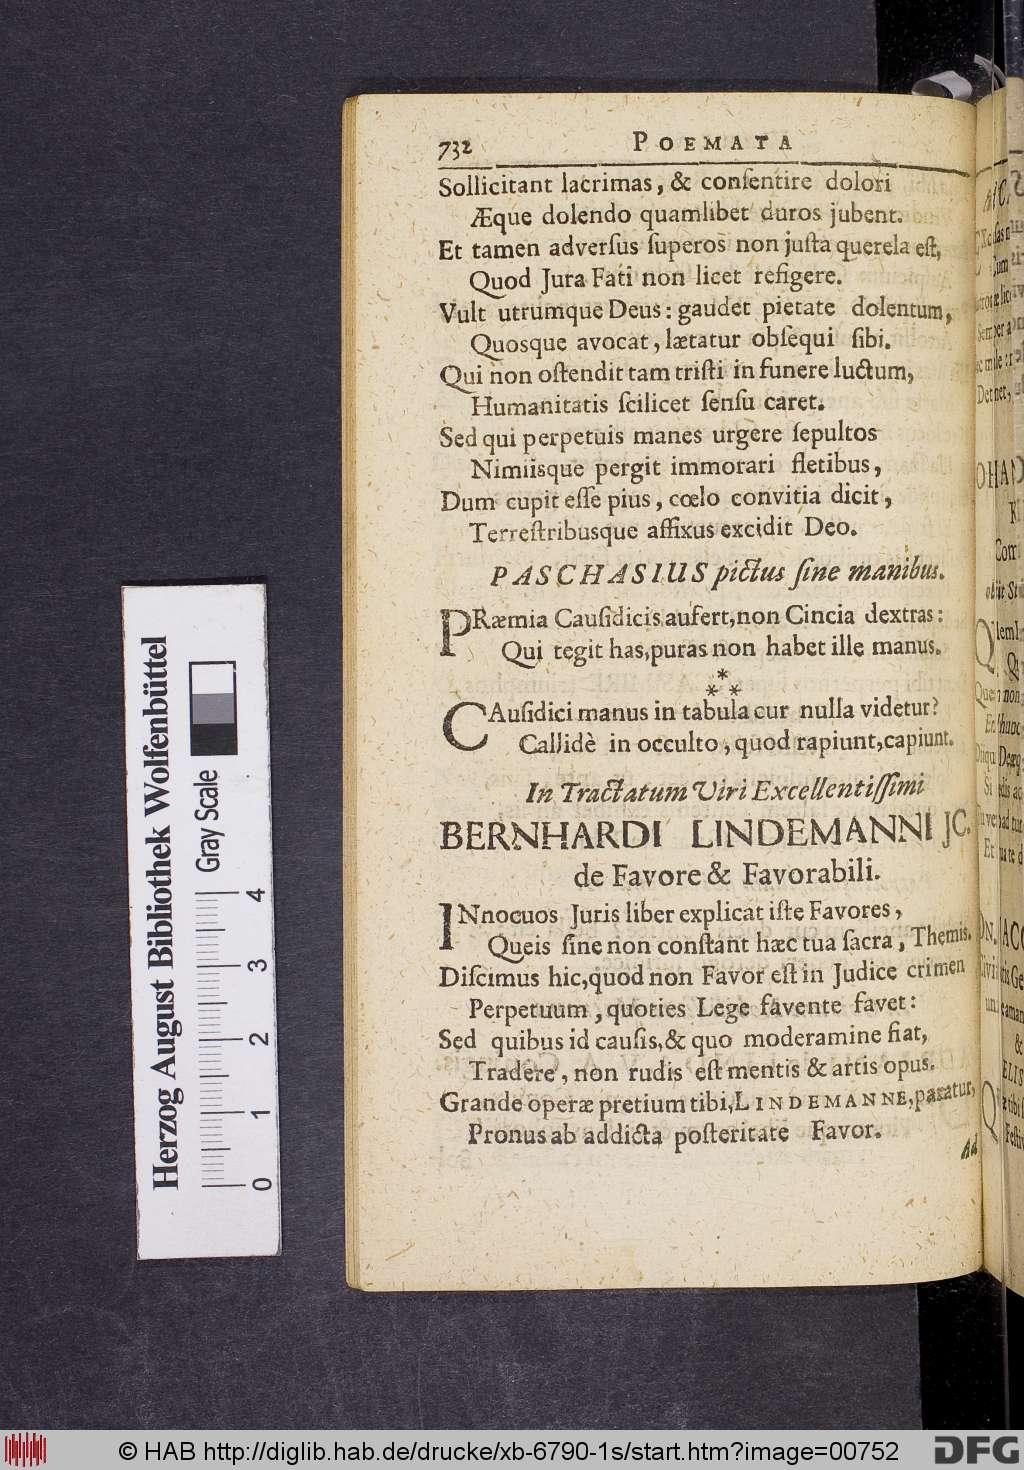 732 POEMATA
Sollicitant lacrimas, & conſentire dolori
Æque dolendo quamlibet duros jubent.
Et tamen adverſus ſuperos non juſta querela eſt,
Quod Jura Fati non licet refigere.
Vult utrumque Deus: gaudet pietate dolentum,
Quosque avocat, lætatur obſequi ſibi.
Qui non oſtendit tam triſti in funere luctum,
Humanitatis ſcilicet ſenſu caret.
Sed qui perpetuis manes urgere ſepultos
Nimiisque pergit immorari fletibus,
Dum cupit eſſe pius, cœlo convitia dicit,
Terreſtribusque affixus excidit Deo.
PASCHASIUS pictus ſine manibus.
PRæmia Cauſidicis aufert, non Cincia dextras:
Qui tegit has, puras non habet ille manus.
* * *
CAuſidici manus in tabula cur nulla videtur?
Callidè in occulto, quod rapiunt, capiunt.
In Tractatum Viri Excellentiſſimi
BERNHARDI LINDEMANNI JC.
de Favore & Favorabili.
INnocuos Juris liber explicat iſte Favores,
Queis ſine non conſtant hæc tua ſacra, Themis.
Diſcimus hic, quod non Favor eſt in Judice crimen
Perpetuum, quoties Lege favente favet:
Sed quibus id cauſis, & quo moderamine fiat,
Tradere, non rudis eſt mentis & artis opus.
Grande operæ pretium tibi, LINDEMANNE, paratur,
Pronus ab addicta poſteritate Favor.
Ad
Herzog August Bibliothek Wolfenbüttel
Gray Scale
0 1 2 3 4
© HAB http://diglib.hab.de/drucke/xb-6790-1s/start.htm?image=00752
DFG